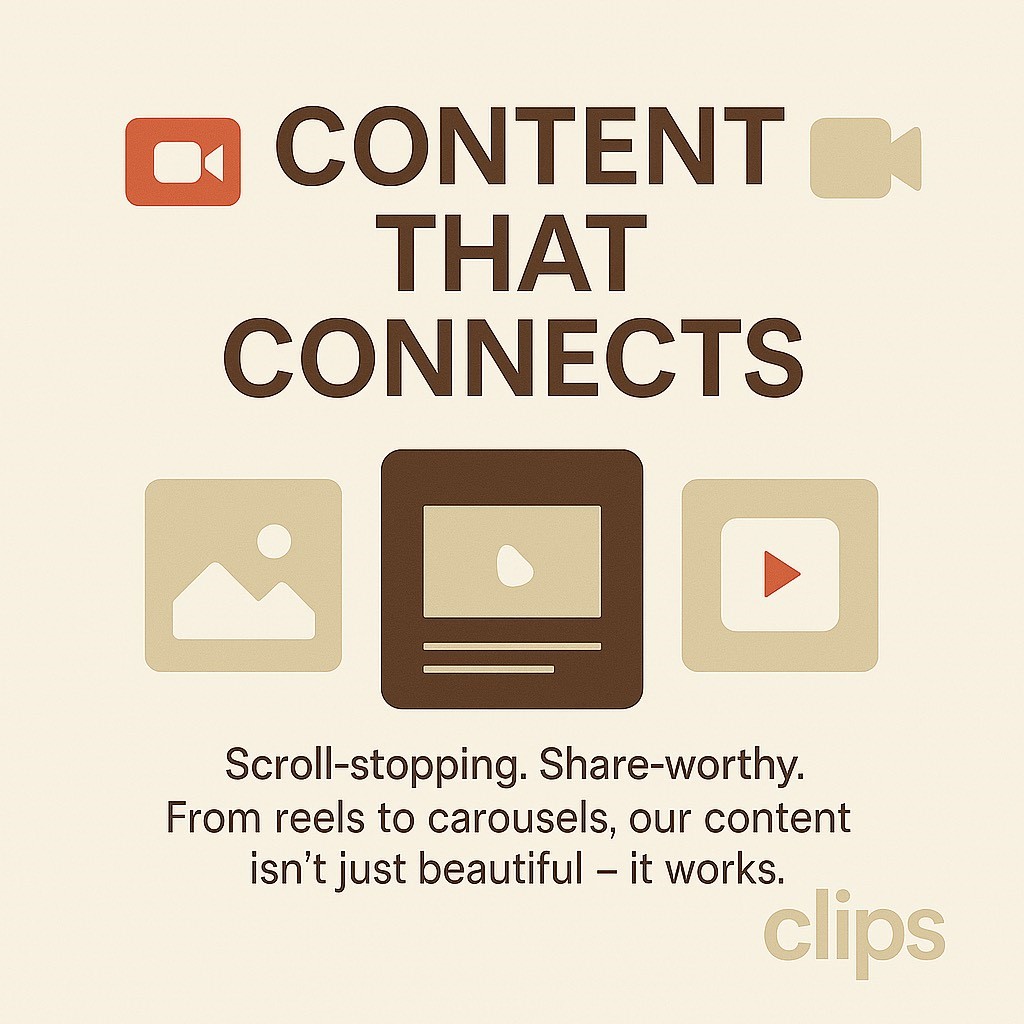 CONTENT
THAT
CONNECTS
Scroll-stopping. Share-worthy.
From reels to carousels, our content
isn’t just beautiful – it works.
clips